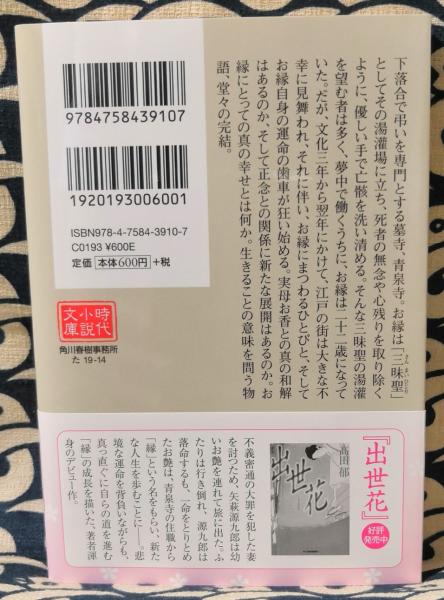 下落合で弔いを専門とする墓寺、青泉寺。お縁は「三昧聖」
さんまいひじり
としてその湯灌場に立ち、死者の無念や心残りを取り除く
ように、優しい手で亡骸を洗い清める。そんな三昧聖の湯灌
を望む者は多く、夢中で働くうちに、お縁は二十二歳になって
いた。だが、文化三年から翌年にかけて、江戸の街は大きな不
幸に見舞われ、それに伴い、お縁にまつわるひとびと、そして
お縁自身の運命の歯車が狂い始める。実母お香との真の和解
はあるのか、そして正念との関係に新たな展開はあるのか。お
縁にとっての真の幸せとは何か。生きることの意味を問う物
語、堂々の完結。
9784758439107
1920193006001
ISBN978-4-7584-3910-7
C0193 ¥600E
定価 本体600円 +税
時代
小説
文庫
角川春樹事務所
た 19-14
『出世花』
好評
発売中
髙田郁
出世花
不義密通の大罪を犯した妻
を討つため、矢萩源九郎は幼
いお艶を連れて旅に出た。ふ
たりは行き倒れ、源九郎は
落命するも、一命をとりとめ
たお艶は、青泉寺の住職から
「縁」という名をもらい、新た
な人生を歩むことに――。悲
境な運命を背負いながらも、
真っ直ぐに自らの道を進む
「縁」の成長を描いた、著者渾
身のデビュー作。